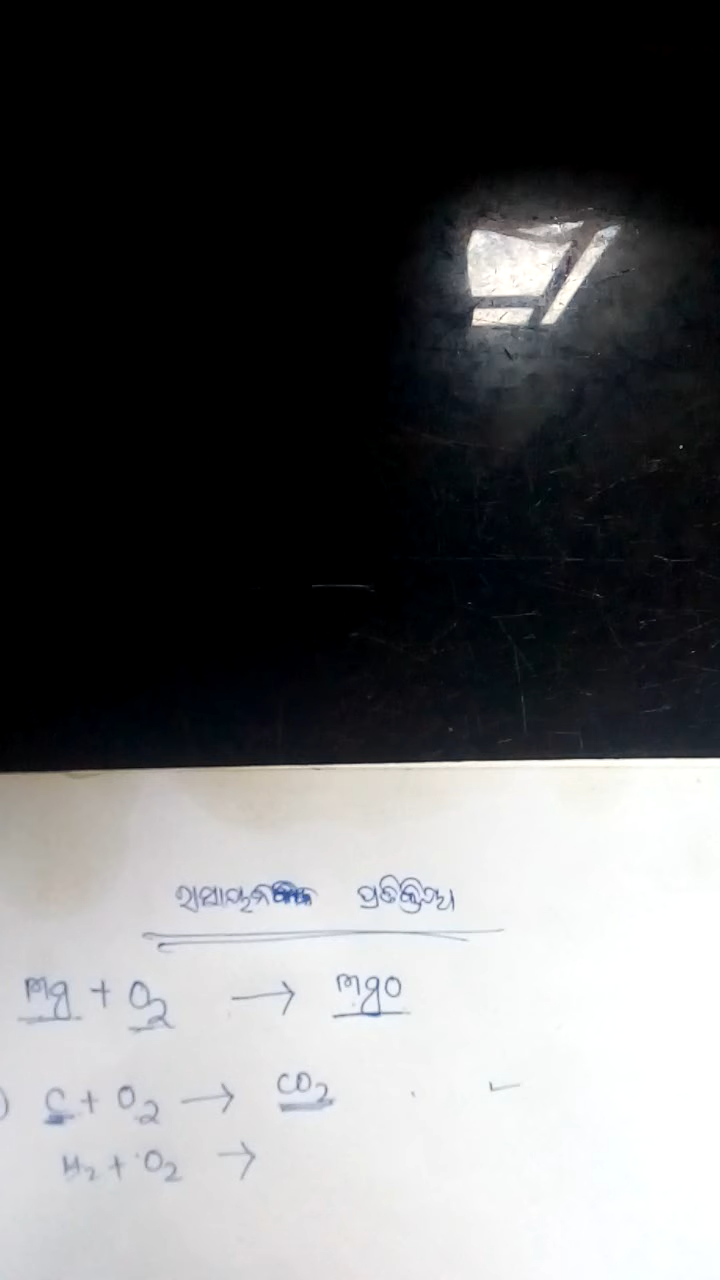 ରାସାୟନିକ ପ୍ରତିକ୍ରିୟା
Mg + O₂ → MgO
) C + O₂ → CO₂
H₂ + O₂ →